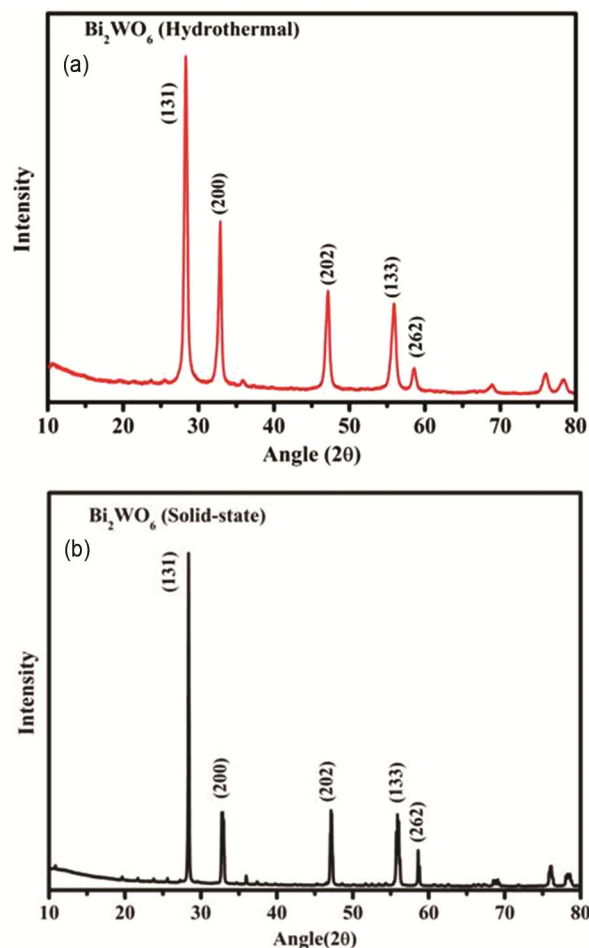 Bi₂WO₆ (Hydrothermal)
(a)
(131)
(200)
(202)
(133)
(262)
Intensity
10 20 30 40 50 60 70 80
Angle (2θ)
Bi₂WO₆ (Solid-state)
(b)
(131)
(200)
(202)
(133)
(262)
Intensity
10 20 30 40 50 60 70 80
Angle(2θ)